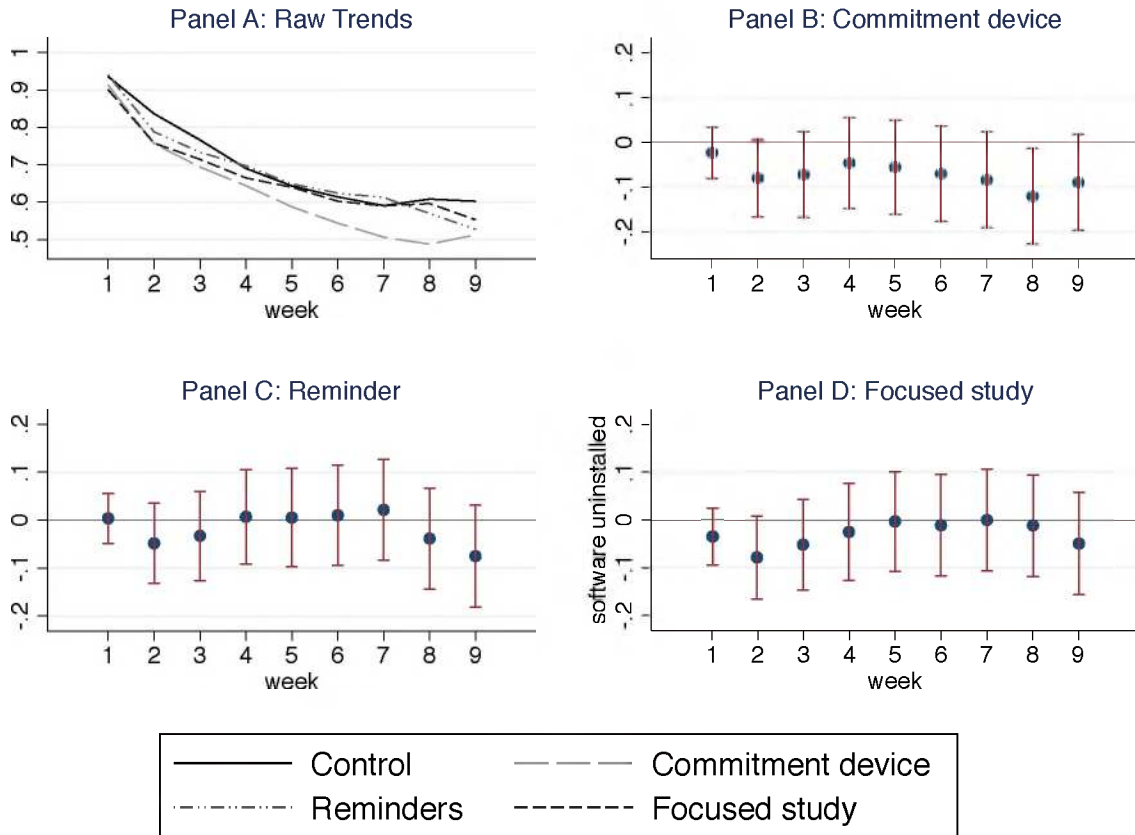 Panel A: Raw Trends
1
.9
.8
.7
.6
.5
1 2 3 4 5 6 7 8 9
week
Panel B: Commitment device
.2
.1
0
-.1
-.2
1 2 3 4 5 6 7 8 9
week
Panel C: Reminder
.2
.1
0
-.1
-.2
1 2 3 4 5 6 7 8 9
week
Panel D: Focused study
software uninstalled
.2
.1
0
-.1
-.2
1 2 3 4 5 6 7 8 9
week
Control
Commitment device
Reminders
Focused study